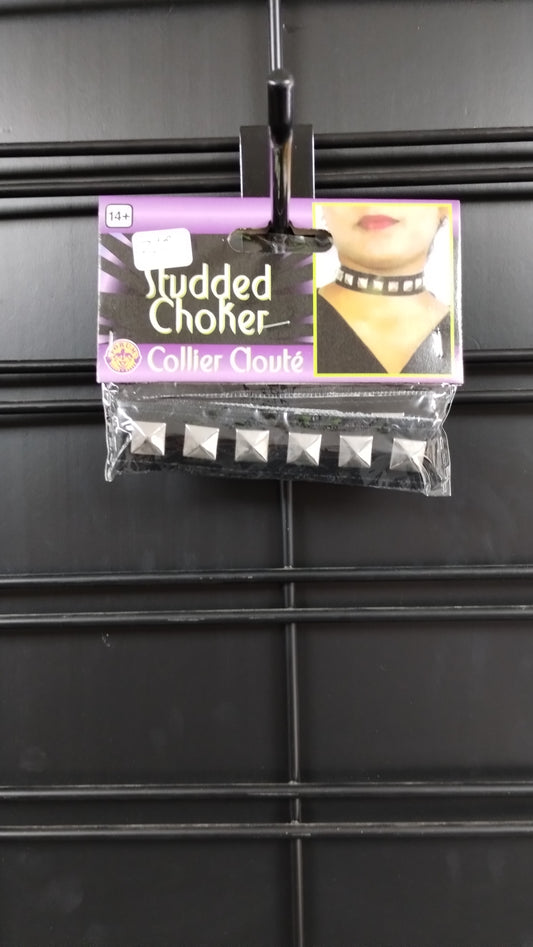 14+
Studded
Choker
Collier Clouté